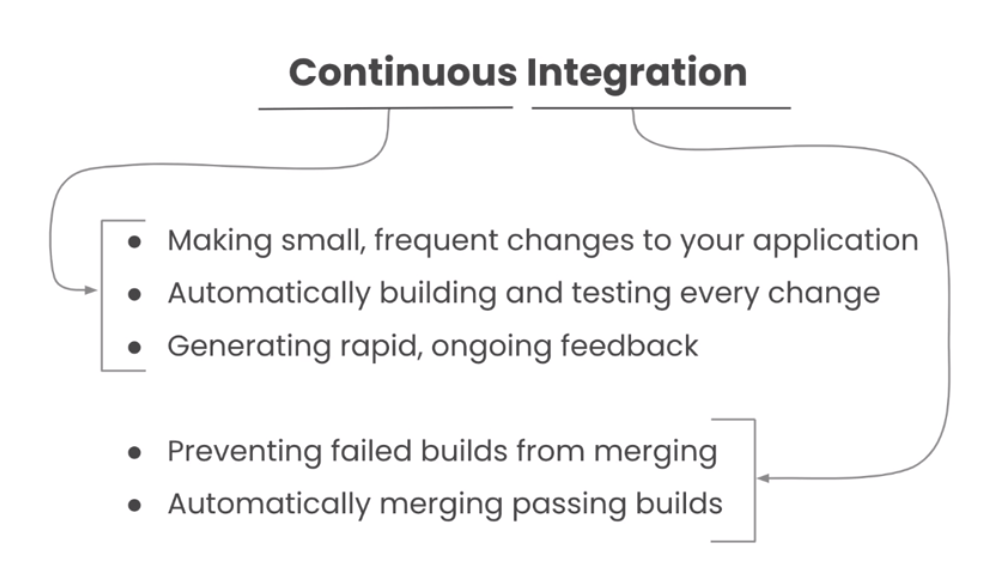 Continuous Integration
● Making small, frequent changes to your application
● Automatically building and testing every change
● Generating rapid, ongoing feedback
● Preventing failed builds from merging
● Automatically merging passing builds